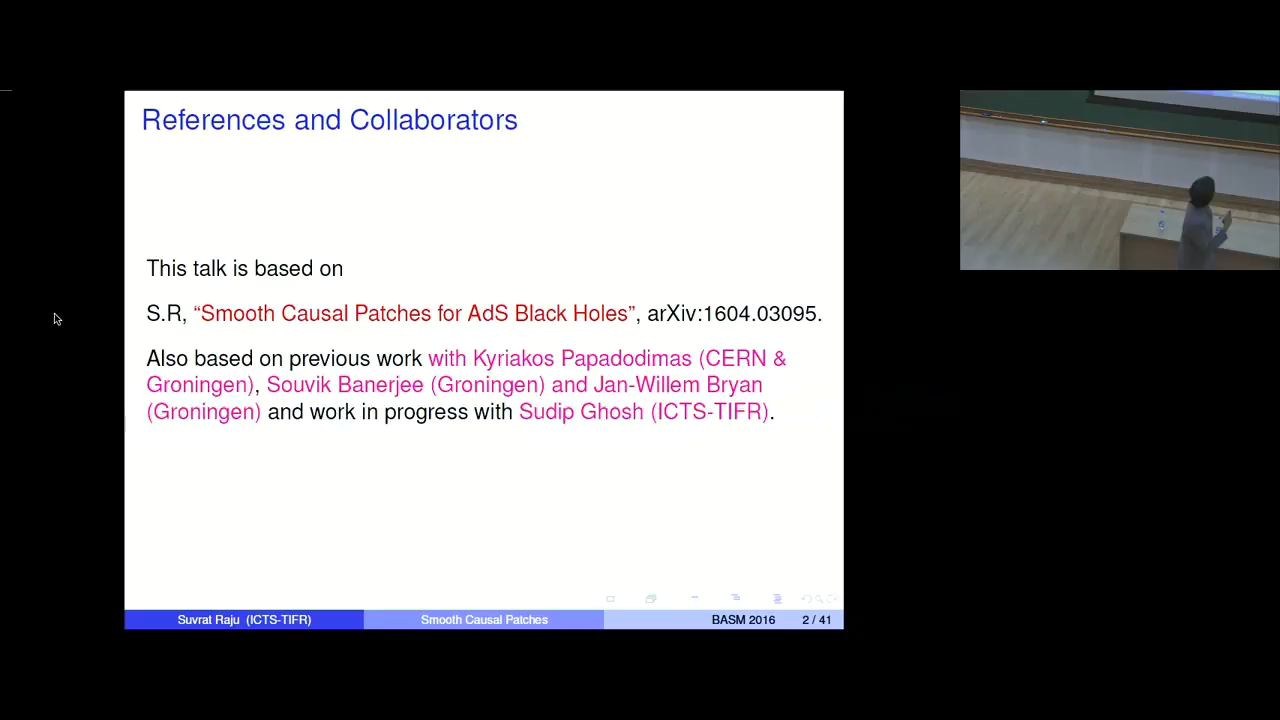 References and Collaborators
This talk is based on
S.R, “Smooth Causal Patches for AdS Black Holes”, arXiv:1604.03095.
Also based on previous work with Kyriakos Papadodimas (CERN &
Groningen), Souvik Banerjee (Groningen) and Jan-Willem Bryan
(Groningen) and work in progress with Sudip Ghosh (ICTS-TIFR).
Suvrat Raju (ICTS-TIFR) Smooth Causal Patches BASM 2016 2 / 41